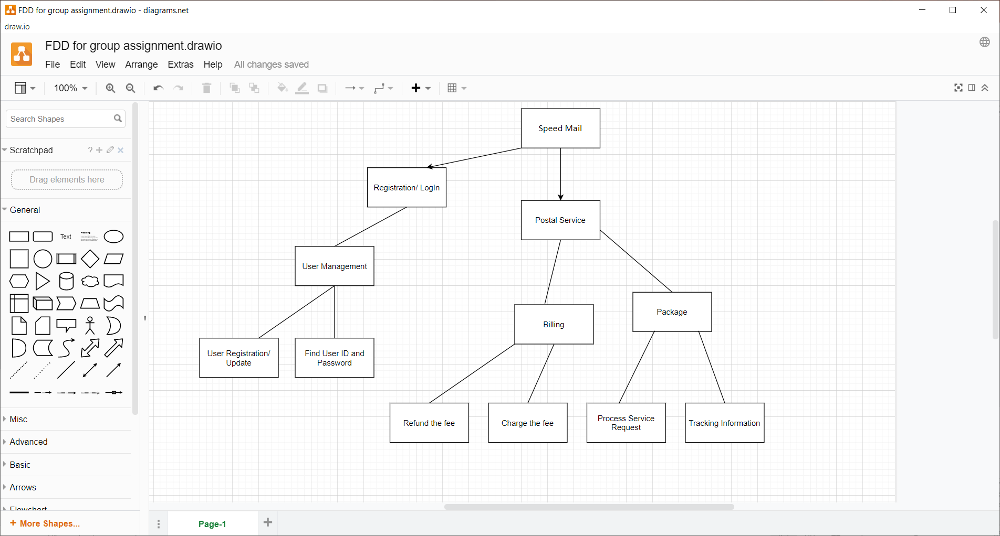 FDD for group assignment.drawio - diagrams.net
draw.io
FDD for group assignment.drawio
File Edit View Arrange Extras Help All changes saved
100%
Search Shapes
Scratchpad
?
Drag elements here
General
Text
Heading
Misc
Advanced
Basic
Arrows
Flowchart
+ More Shapes...
Speed Mail
Registration/ LogIn
Postal Service
User Management
Package
Billing
User Registration/
Update
Find User ID and
Password
Refund the fee
Charge the fee
Process Service
Request
Tracking Information
Page-1